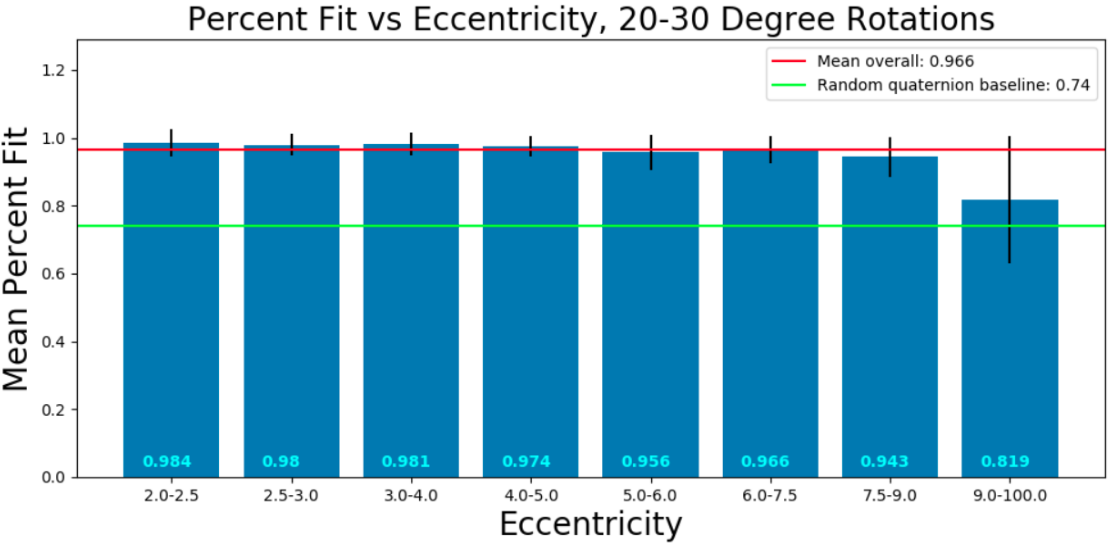 Percent Fit vs Eccentricity, 20-30 Degree Rotations
Mean overall: 0.966
Random quaternion baseline: 0.74
Mean Percent Fit
1.2
1.0
0.8
0.6
0.4
0.2
0.0
0.984 0.98 0.981 0.974 0.956 0.966 0.943 0.819
2.0-2.5 2.5-3.0 3.0-4.0 4.0-5.0 5.0-6.0 6.0-7.5 7.5-9.0 9.0-100.0
Eccentricity